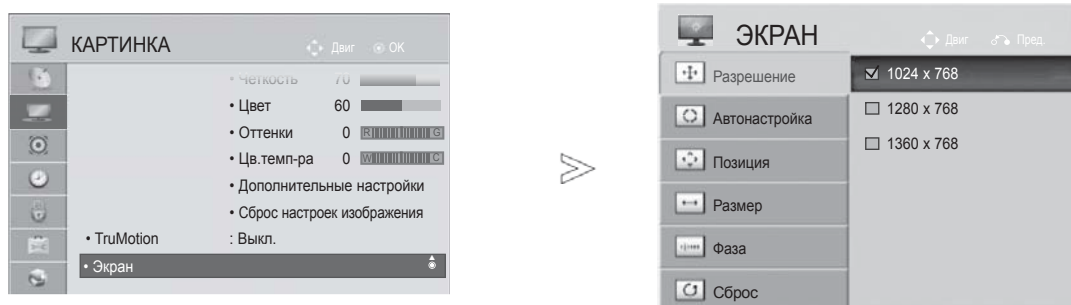 КАРТИНКА
Двиг OK
• Четкость 70
• Цвет 60
• Оттенки 0 R G
• Цв.темп-ра 0 W C
• Дополнительные настройки
• Сброс настроек изображения
• TruMotion : Выкл.
• Экран
ЭКРАН
Двиг Пред.
Разрешение
Автонастройка
Позиция
Размер
Фаза
Сброс
1024 x 768
1280 x 768
1360 x 768